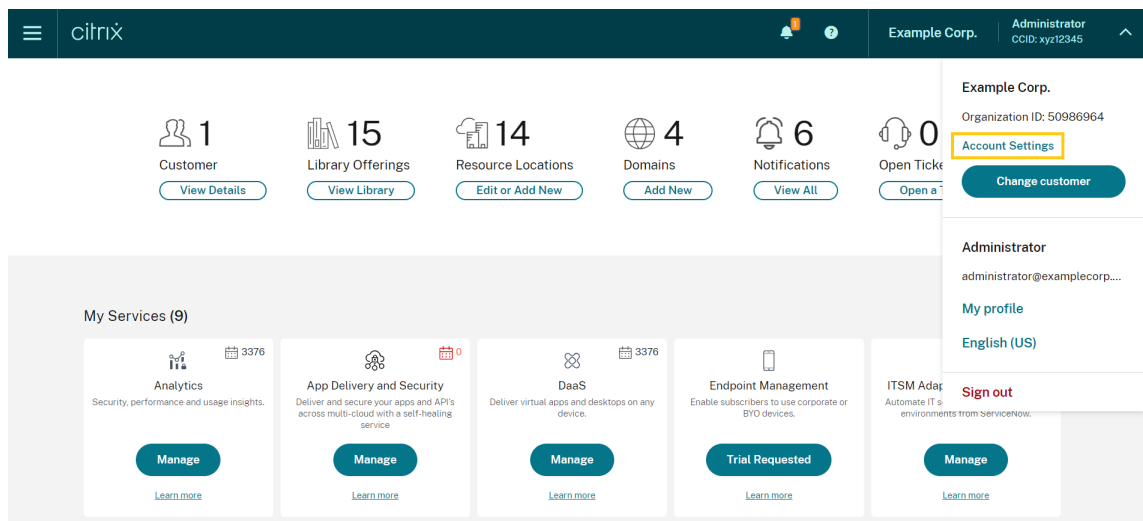 citrix
1
?
Example Corp.
Administrator
CCID: xyz12345
Example Corp.
Organization ID: 50986964
Account Settings
Change customer
Administrator
administrator@examplecorp....
My profile
English (US)
Sign out
1
Customer
View Details
15
Library Offerings
View Library
14
Resource Locations
Edit or Add New
4
Domains
Add New
6
Notifications
View All
0
Open Ticke
Open a
My Services (9)
3376
Analytics
Security, performance and usage insights.
Manage
Learn more
0
App Delivery and Security
Deliver and secure your apps and API's
across multi-cloud with a self-healing
service
Manage
Learn more
3376
DaaS
Deliver virtual apps and desktops on any
device.
Manage
Learn more
Endpoint Management
Enable subscribers to use corporate or
BYO devices.
Trial Requested
Learn more
ITSM Adap
Automate IT s
environments from ServiceNow.
Manage
Learn more